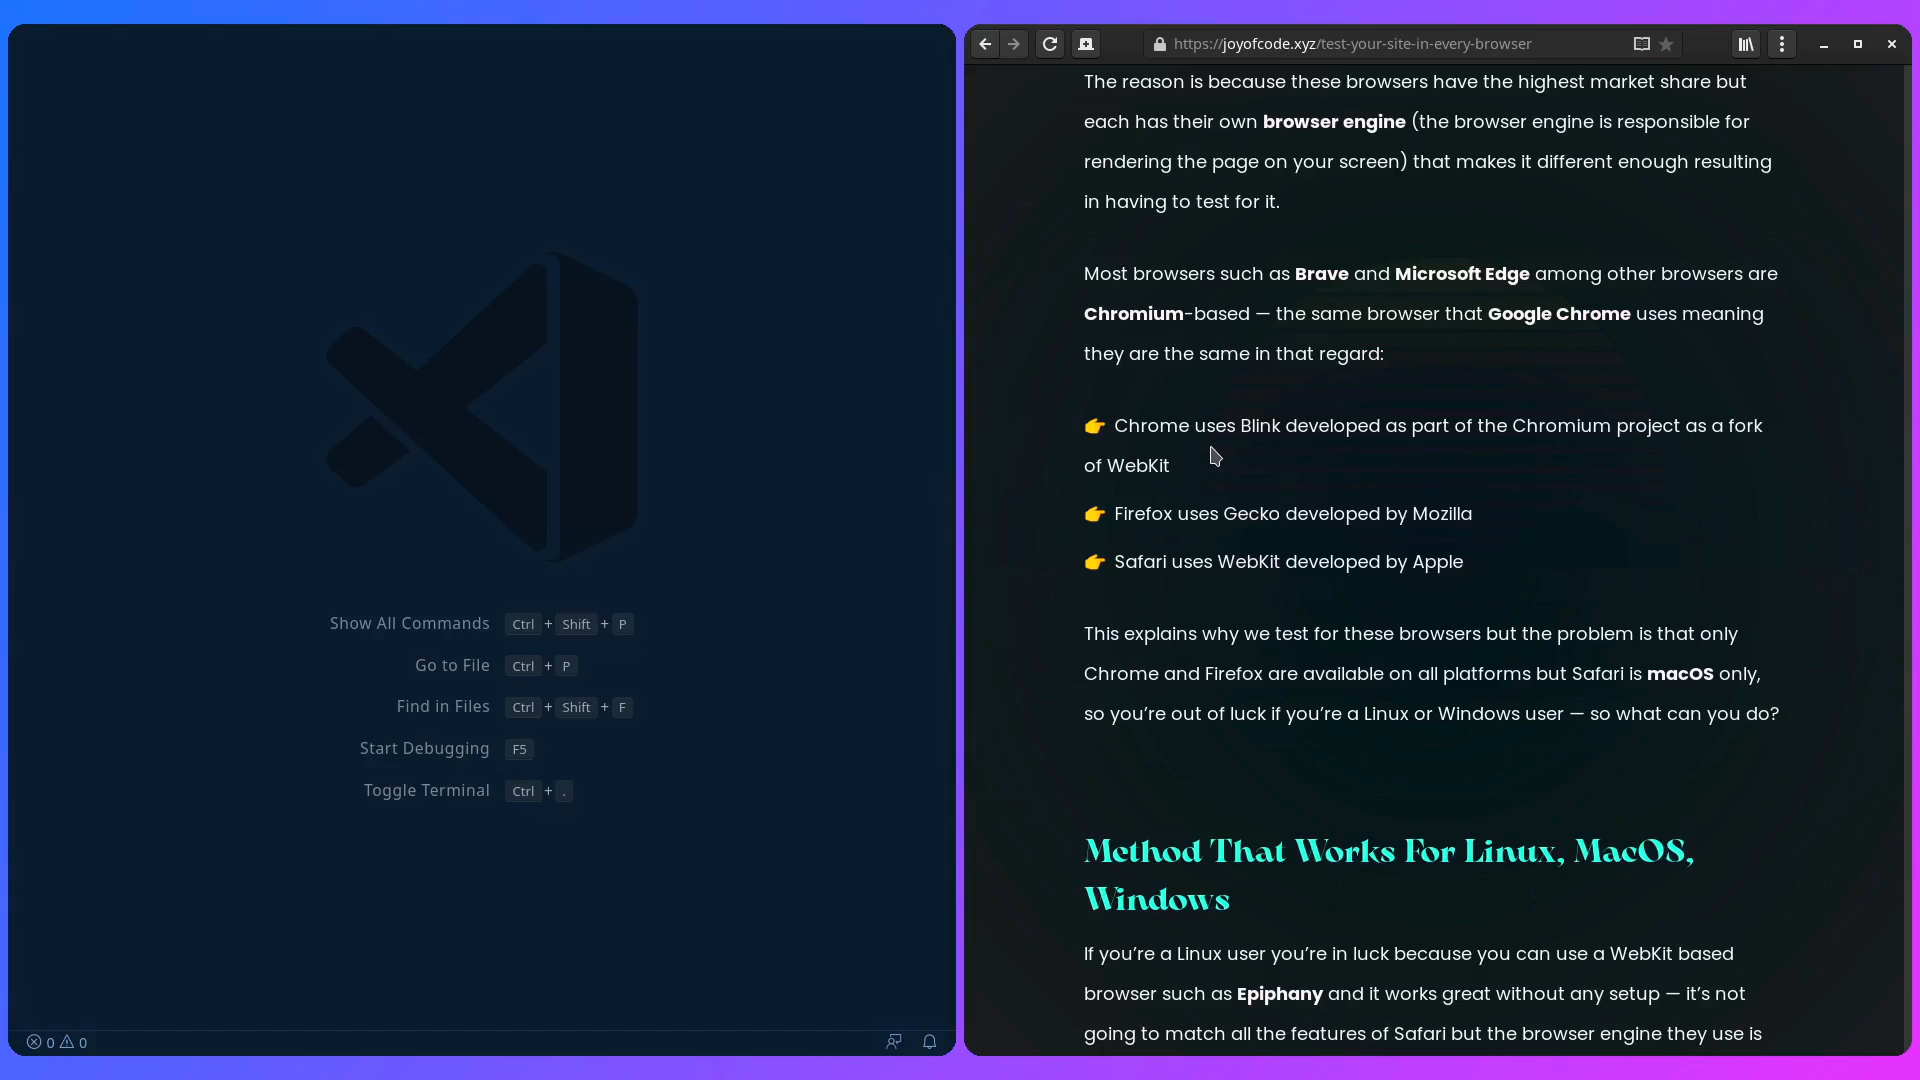 Show All Commands Ctrl + Shift + P
Go to File Ctrl + P
Find in Files Ctrl + Shift + F
Start Debugging F5
Toggle Terminal Ctrl + .
0 0
https://joyofcode.xyz/test-your-site-in-every-browser
The reason is because these browsers have the highest market share but
each has their own browser engine (the browser engine is responsible for
rendering the page on your screen) that makes it different enough resulting
in having to test for it.
Most browsers such as Brave and Microsoft Edge among other browsers are
Chromium-based — the same browser that Google Chrome uses meaning
they are the same in that regard:
👉 Chrome uses Blink developed as part of the Chromium project as a fork
of WebKit
👉 Firefox uses Gecko developed by Mozilla
👉 Safari uses WebKit developed by Apple
This explains why we test for these browsers but the problem is that only
Chrome and Firefox are available on all platforms but Safari is macOS only,
so you’re out of luck if you’re a Linux or Windows user — so what can you do?
Method That Works For Linux, MacOS,
Windows
If you’re a Linux user you’re in luck because you can use a WebKit based
browser such as Epiphany and it works great without any setup — it’s not
going to match all the features of Safari but the browser engine they use is